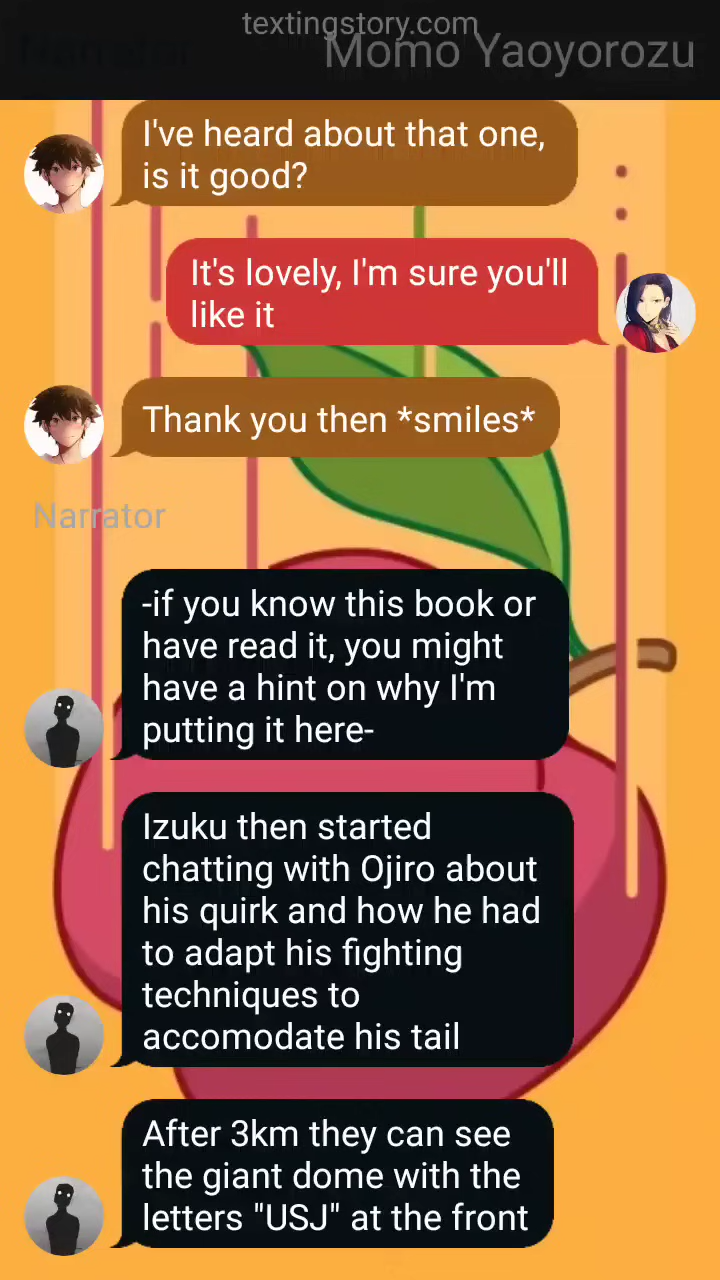 textingstory.com
Narrator
Momo Yaoyorozu
I've heard about that one,
is it good?
It's lovely, I'm sure you'll
like it
Thank you then *smiles*
Narrator
-if you know this book or
have read it, you might
have a hint on why I'm
putting it here-
Izuku then started
chatting with Ojiro about
his quirk and how he had
to adapt his fighting
techniques to
accomodate his tail
After 3km they can see
the giant dome with the
letters "USJ" at the front